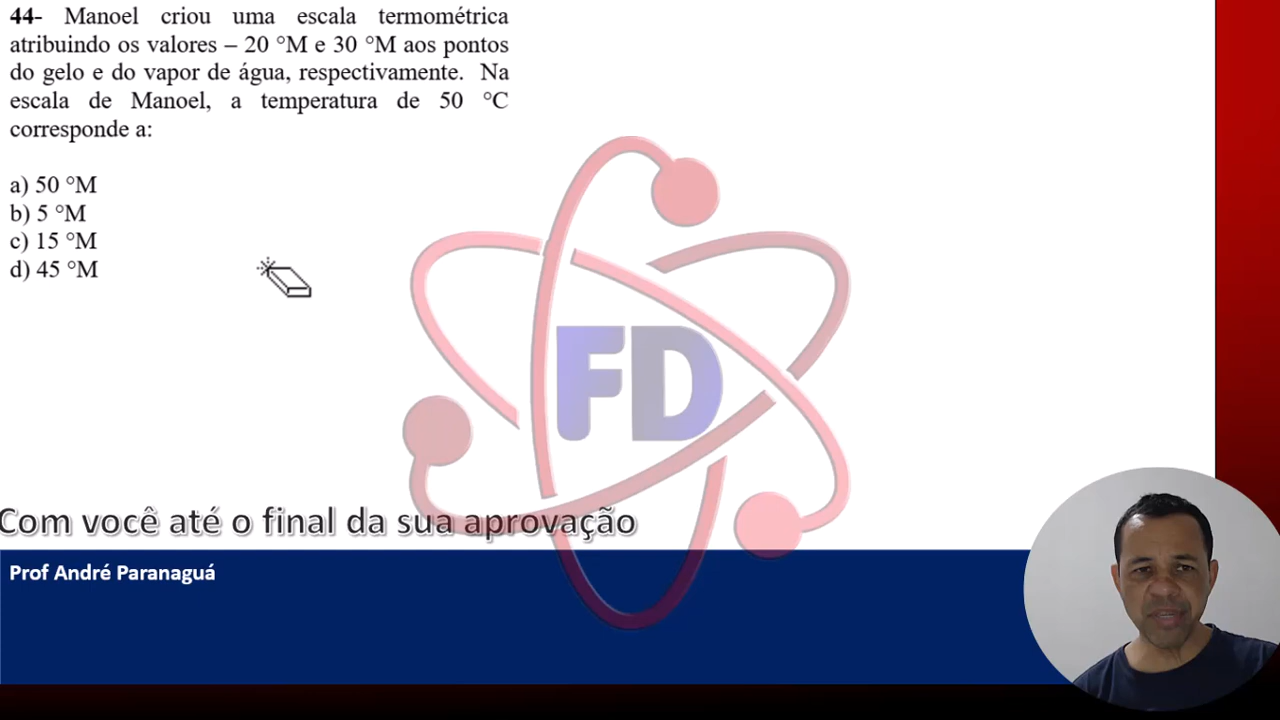 44- Manoel criou uma escala termométrica
atribuindo os valores – 20 °M e 30 °M aos pontos
do gelo e do vapor de água, respectivamente. Na
escala de Manoel, a temperatura de 50 °C
corresponde a:
a) 50 °M
b) 5 °M
c) 15 °M
d) 45 °M
FD
Com você até o final da sua aprovação
Prof André Paranaguá